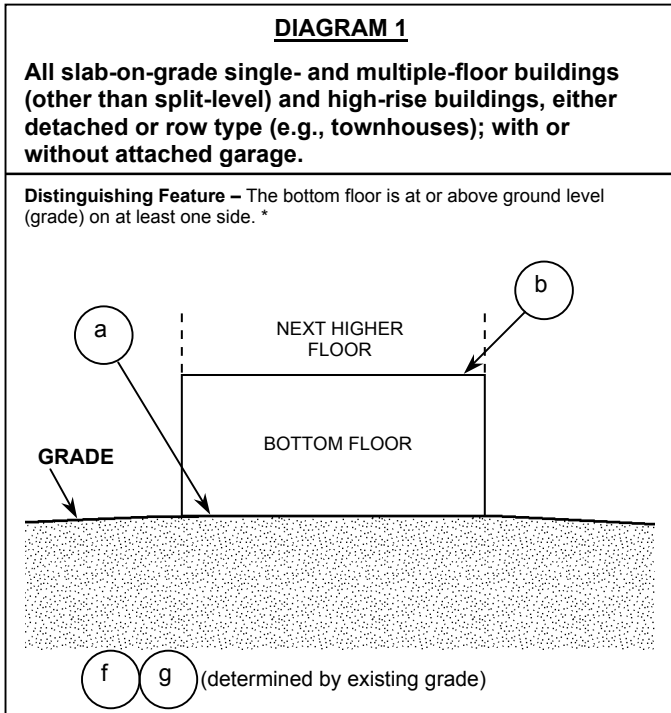 DIAGRAM 1
All slab-on-grade single- and multiple-floor buildings
(other than split-level) and high-rise buildings, either
detached or row type (e.g., townhouses); with or
without attached garage.
Distinguishing Feature – The bottom floor is at or above ground level
(grade) on at least one side. *
b
a
NEXT HIGHER
FLOOR
BOTTOM FLOOR
GRADE
f g (determined by existing grade)